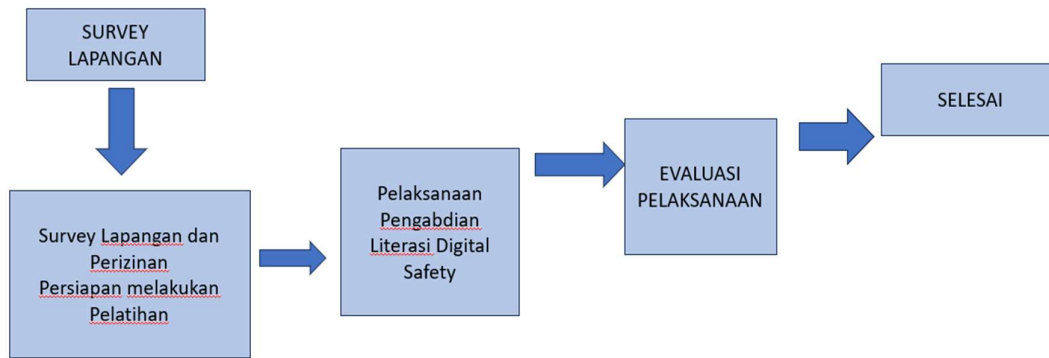 SURVEY
LAPANGAN
Survey Lapangan dan
Perizinan
Persiapan melakukan
Pelatihan
Pelaksanaan
Pengabdian
Literasi Digital
Safety
EVALUASI
PELAKSANAAN
SELESAI